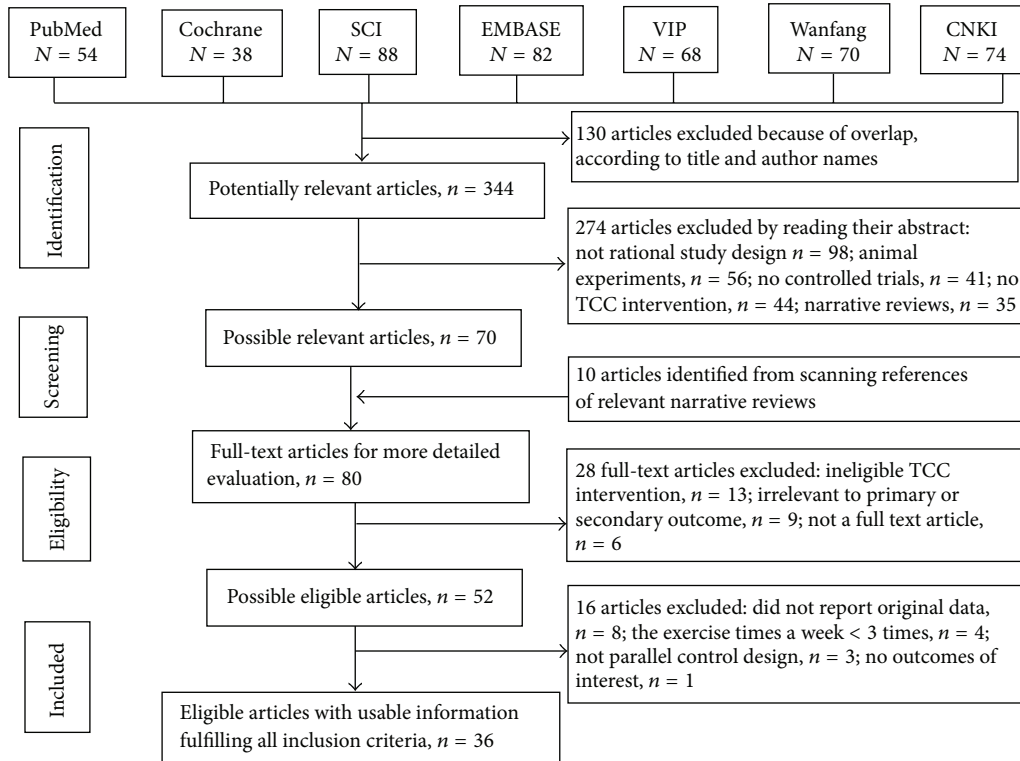 PubMed
N = 54
Cochrane
N = 38
SCI
N = 88
EMBASE
N = 82
VIP
N = 68
Wanfang
N = 70
CNKI
N = 74
Identification
130 articles excluded because of overlap,
according to title and author names
Potentially relevant articles, n = 344
274 articles excluded by reading their abstract:
not rational study design n = 98; animal
experiments, n = 56; no controlled trials, n = 41; no
TCC intervention, n = 44; narrative reviews, n = 35
Screening
Possible relevant articles, n = 70
10 articles identified from scanning references
of relevant narrative reviews
Full-text articles for more detailed
evaluation, n = 80
Eligibility
28 full-text articles excluded: ineligible TCC
intervention, n = 13; irrelevant to primary or
secondary outcome, n = 9; not a full text article,
n = 6
Possible eligible articles, n = 52
16 articles excluded: did not report original data,
n = 8; the exercise times a week < 3 times, n = 4;
not parallel control design, n = 3; no outcomes of
interest, n = 1
Included
Eligible articles with usable information
fulfilling all inclusion criteria, n = 36